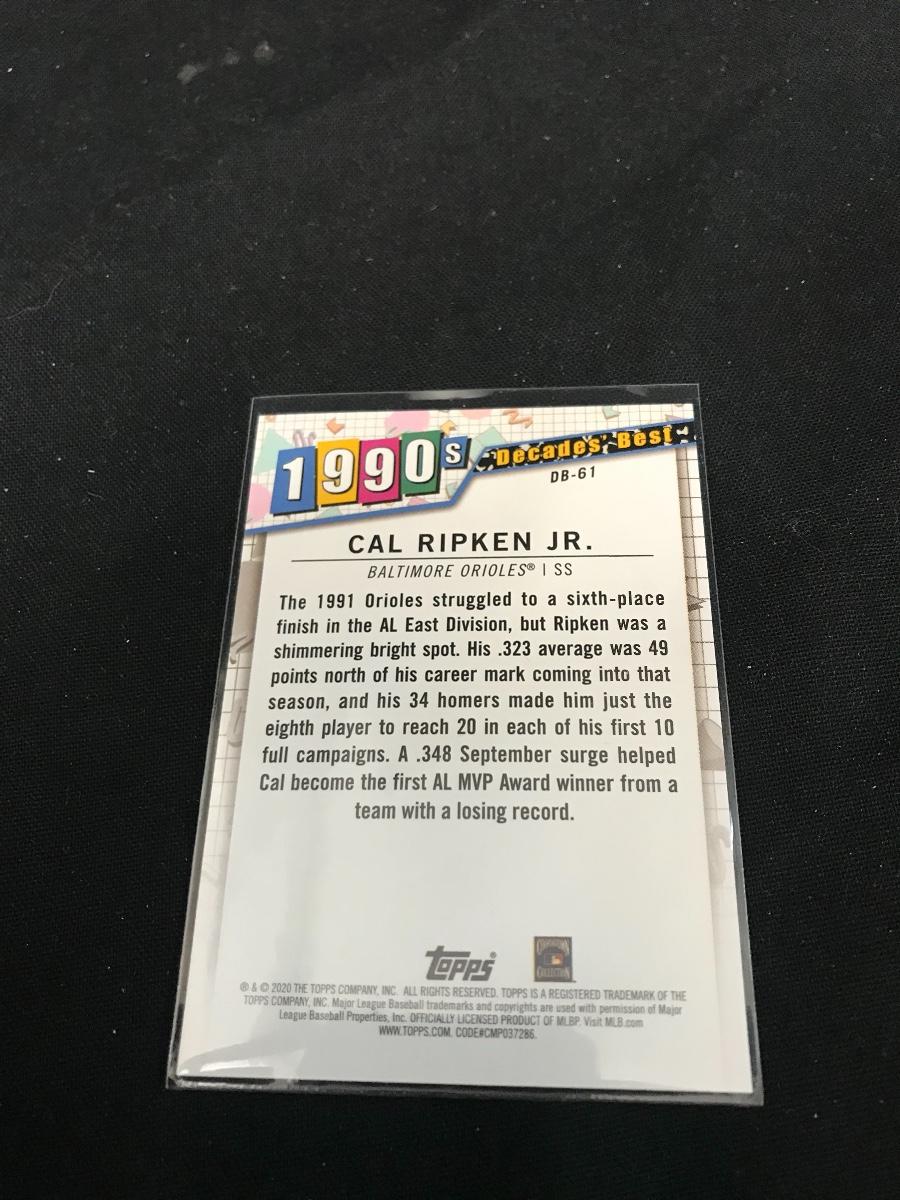 1990s Decades' Best
DB-61
CAL RIPKEN JR.
BALTIMORE ORIOLES® | SS
The 1991 Orioles struggled to a sixth-place
finish in the AL East Division, but Ripken was a
shimmering bright spot. His .323 average was 49
points north of his career mark coming into that
season, and his 34 homers made him just the
eighth player to reach 20 in each of his first 10
full campaigns. A .348 September surge helped
Cal become the first AL MVP Award winner from a
team with a losing record.
topps®
COOPERSTOWN
COLLECTION
® & © 2020 THE TOPPS COMPANY, INC. ALL RIGHTS RESERVED. TOPPS IS A REGISTERED TRADEMARK OF THE
TOPPS COMPANY, INC. Major League Baseball trademarks and copyrights are used with permission of Major
League Baseball Properties, Inc. OFFICIALLY LICENSED PRODUCT OF MLBP. Visit MLB.com
WWW.TOPPS.COM. CODE#CMP037286.